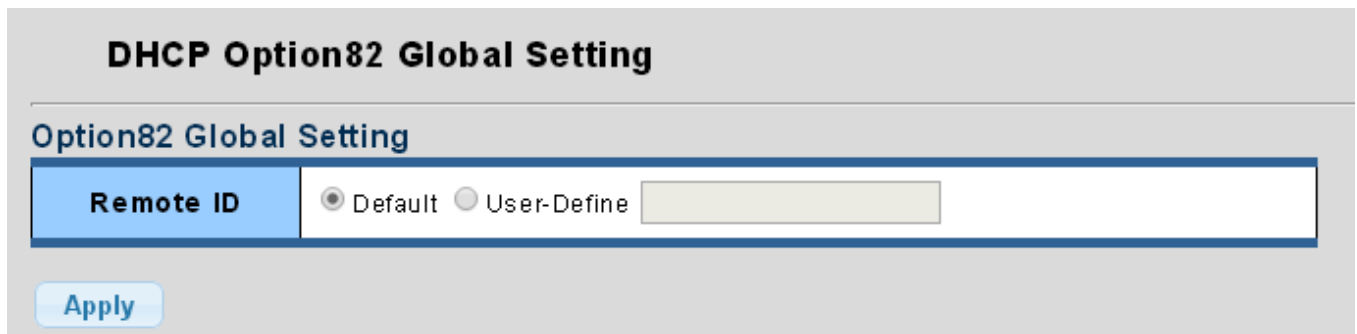 DHCP Option82 Global Setting
Option82 Global Setting
Remote ID Default User-Define
Apply